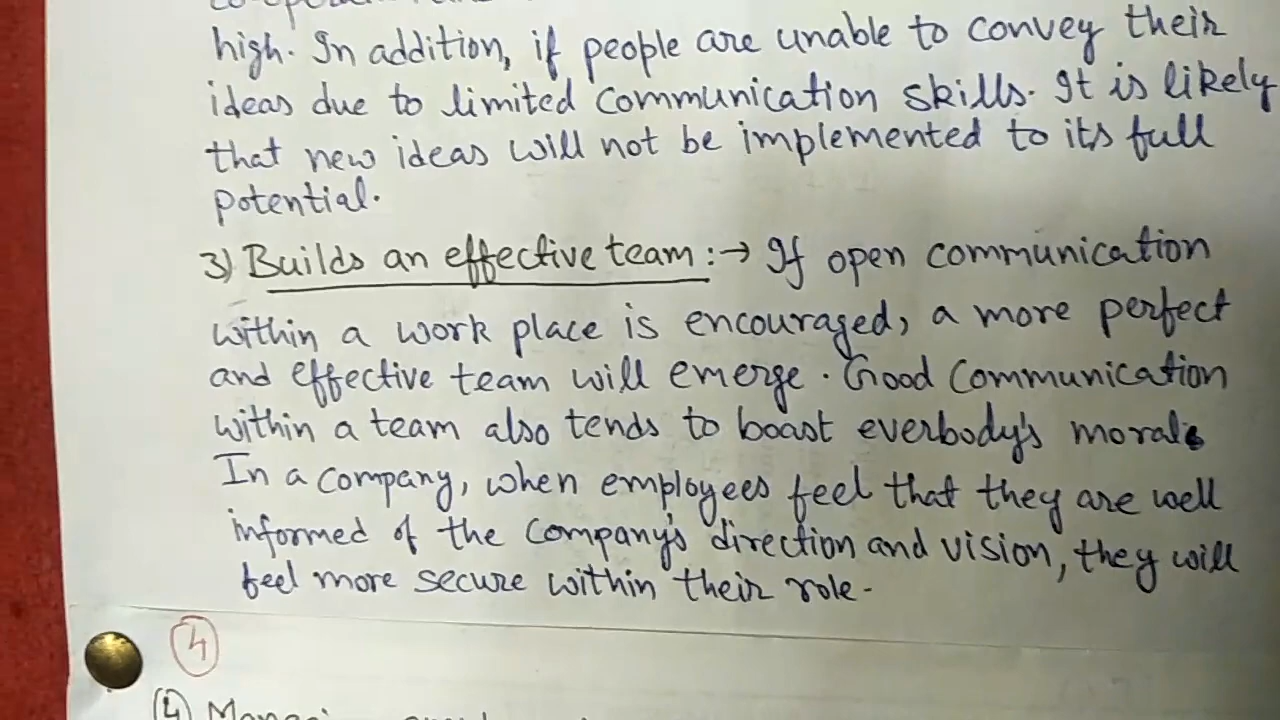 high. In addition, if people are unable to convey their
ideas due to limited communication skills. It is likely
that new ideas will not be implemented to its full
potential.
3) Builds an effective team :→ If open communication
within a work place is encouraged, a more perfect
and effective team will emerge. Good Communication
within a team also tends to boast everbody's morals
In a company, when employees feel that they are well
informed of the Company's direction and vision, they will
feel more secure within their role.
4
(4)